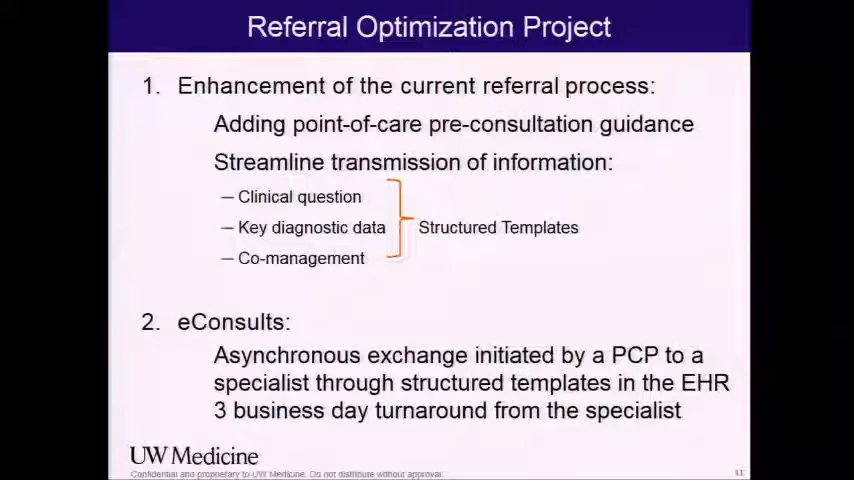 Referral Optimization Project
1. Enhancement of the current referral process:
Adding point-of-care pre-consultation guidance
Streamline transmission of information:
– Clinical question
– Key diagnostic data
Structured Templates
– Co-management
2. eConsults:
Asynchronous exchange initiated by a PCP to a
specialist through structured templates in the EHR
3 business day turnaround from the specialist
UW Medicine
Confidential and proprietary to UW Medicine. Do not distribute without approval.
11